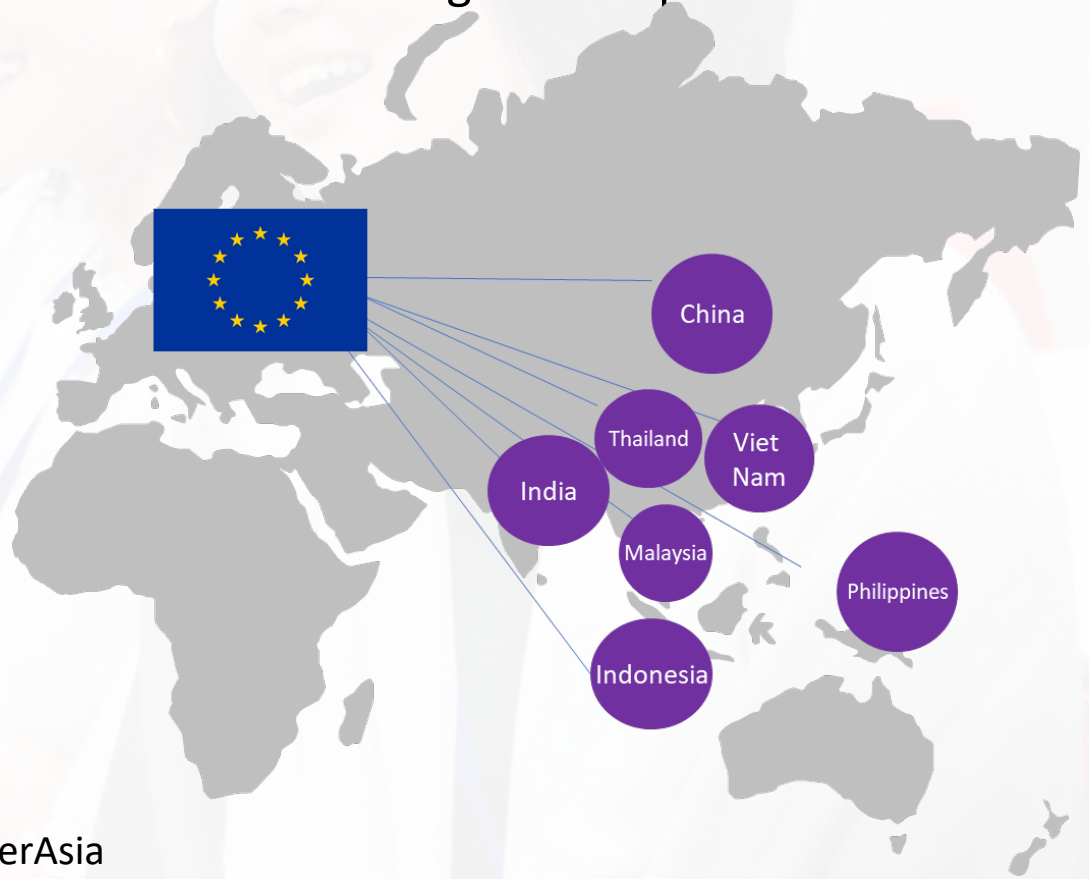 China
Thailand
Viet
Nam
India
Malaysia
Philippines
Indonesia
erAsia